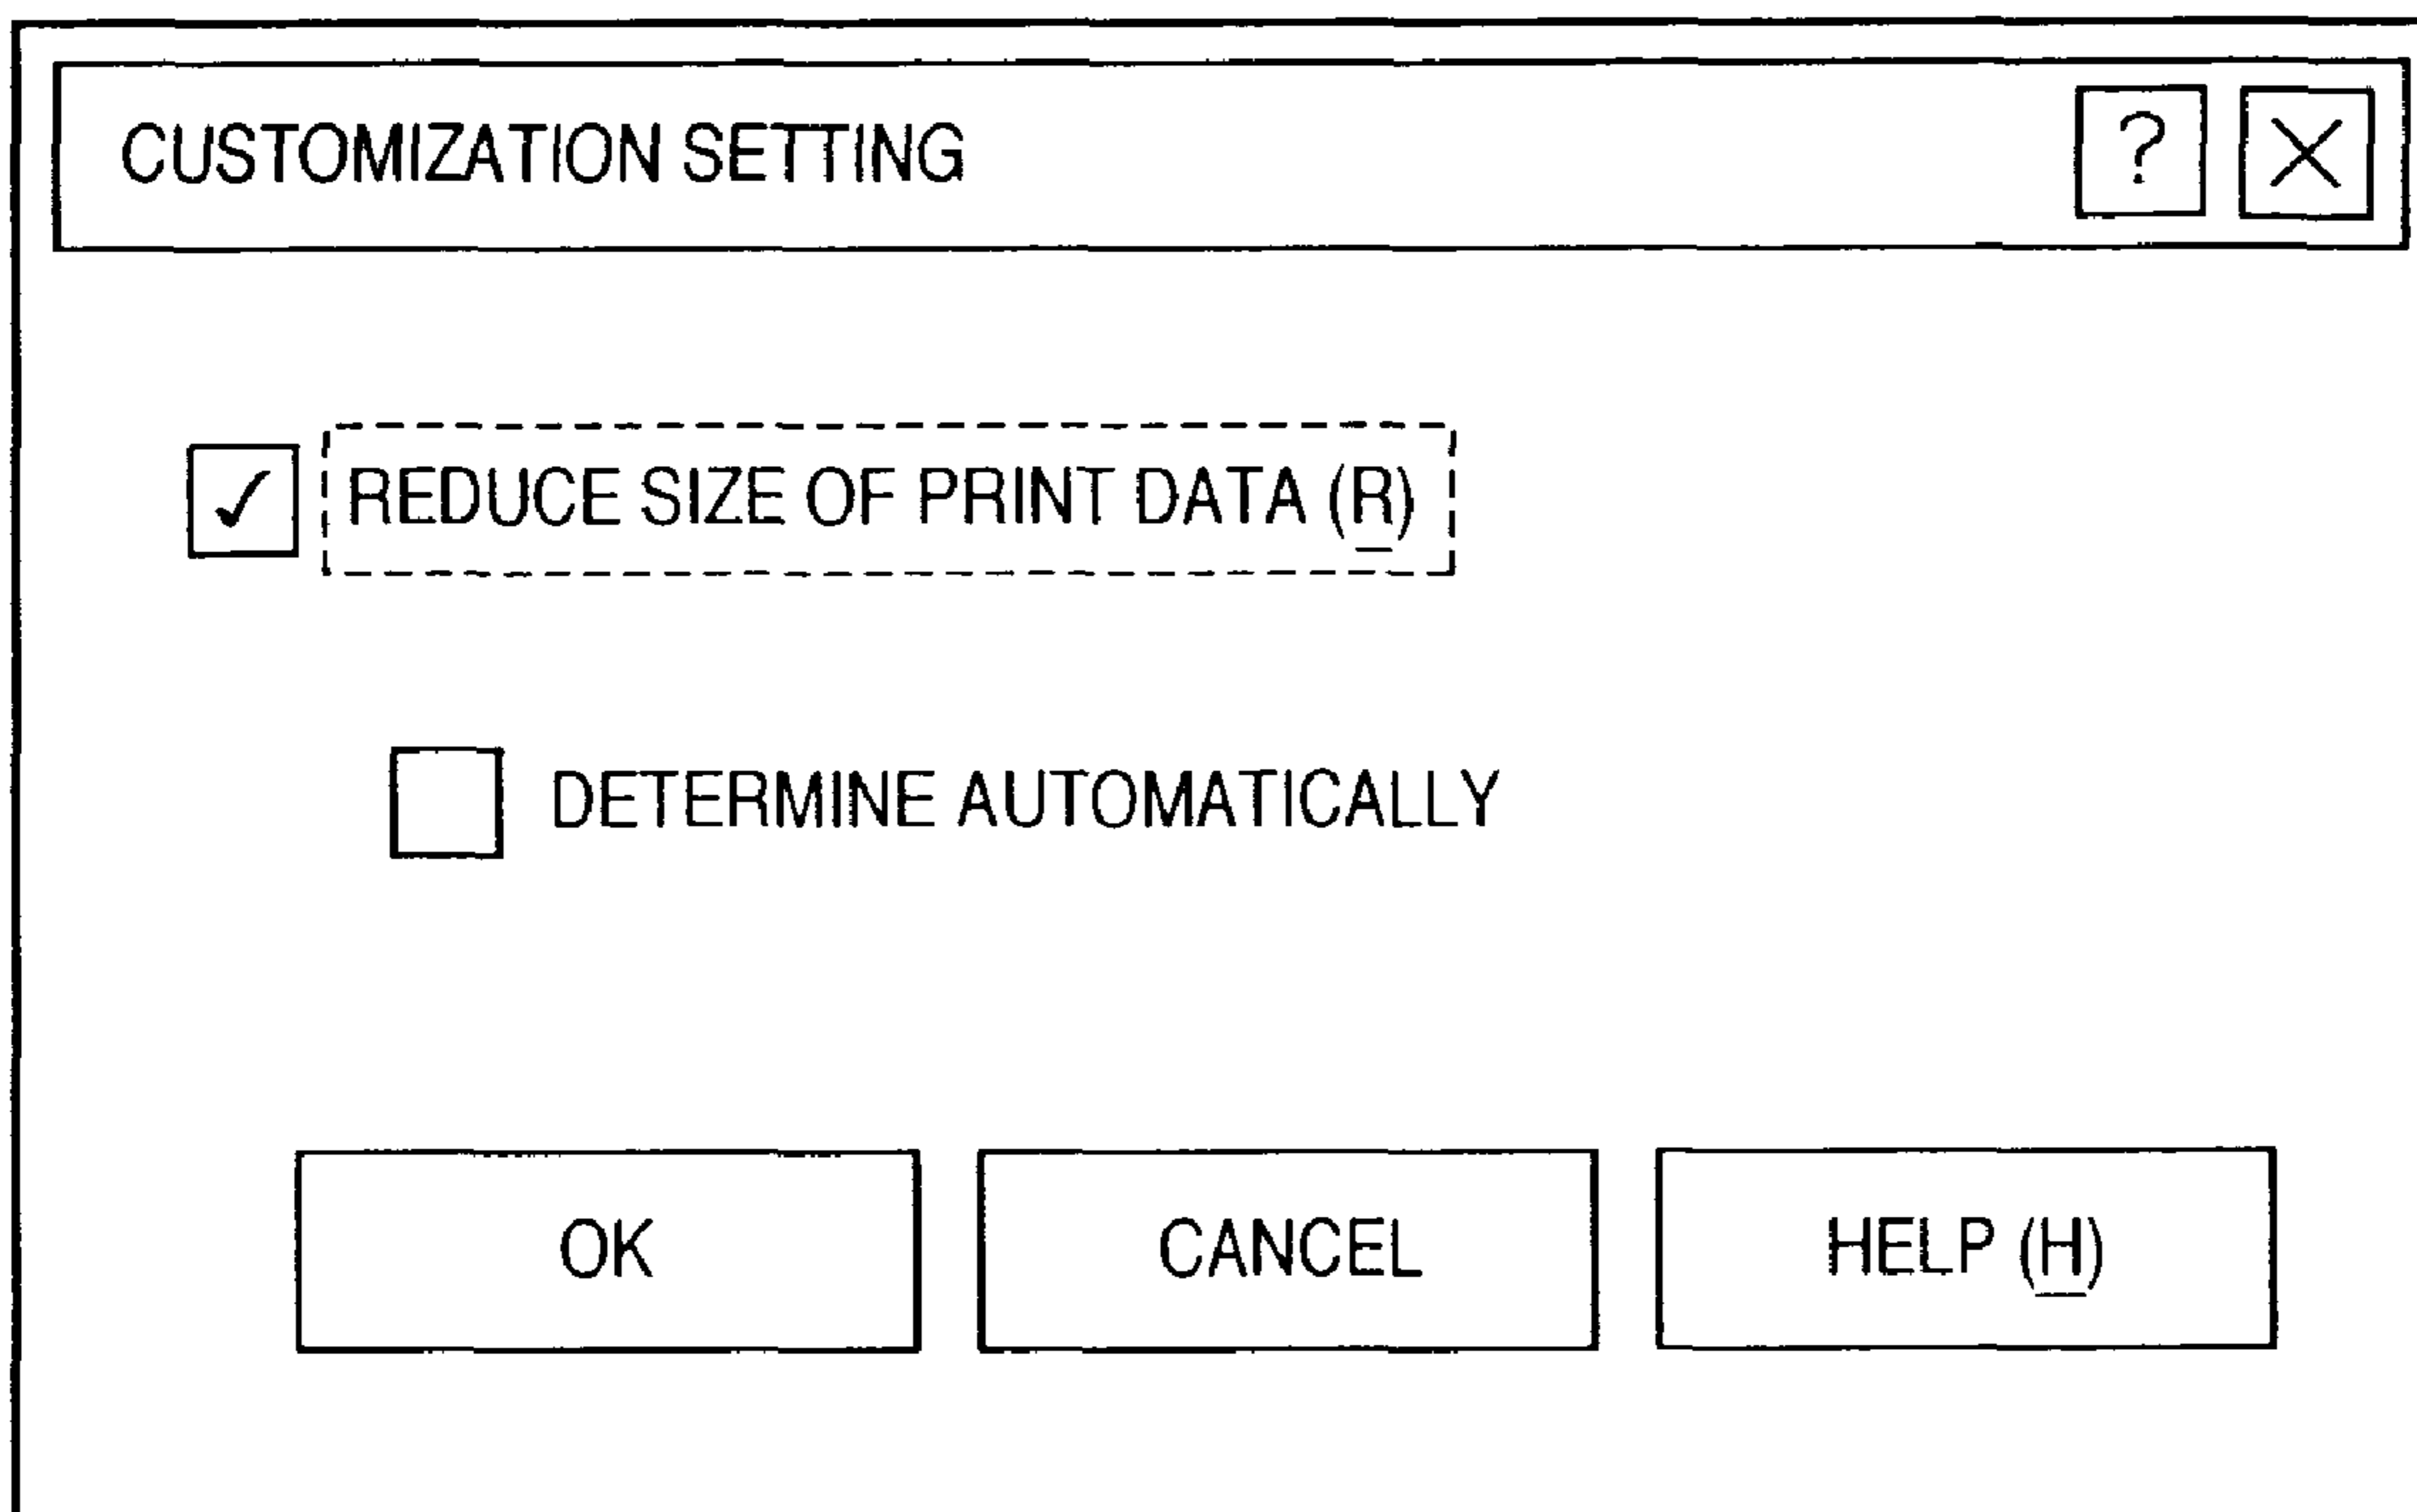 CUSTOMIZATION SETTING ?
REDUCE SIZE OF PRINT DATA (R)
DETERMINE AUTOMATICALLY
OK CANCEL HELP (H)